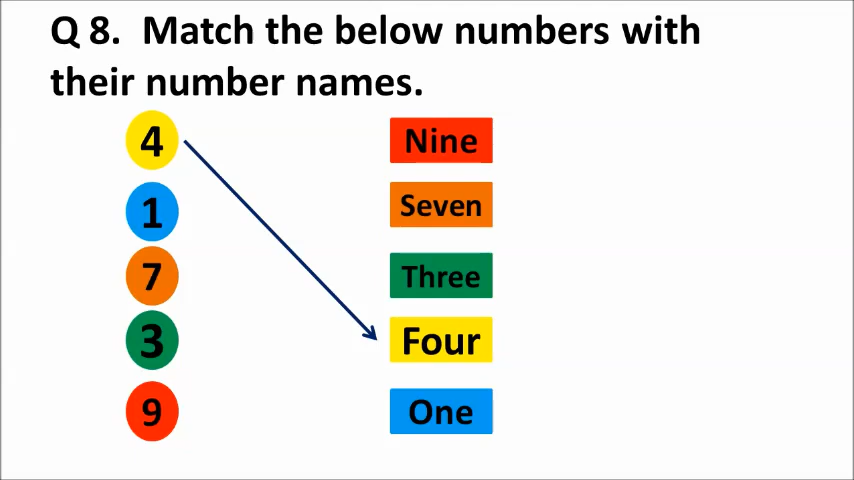 Q 8. Match the below numbers with
their number names.
4 Nine
1 Seven
7 Three
3 Four
9 One